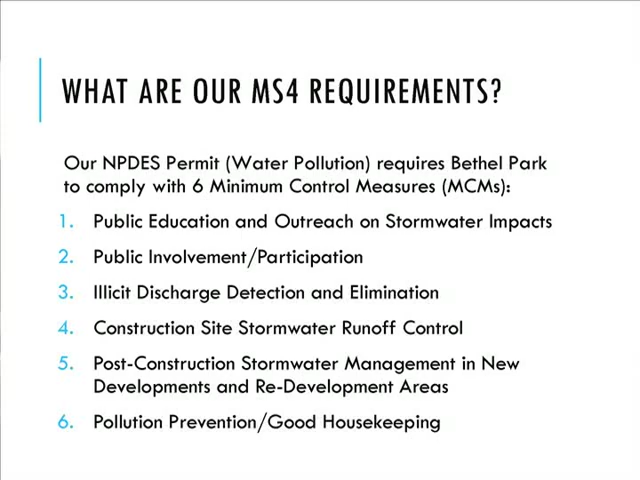 WHAT ARE OUR MS4 REQUIREMENTS?
Our NPDES Permit (Water Pollution) requires Bethel Park
to comply with 6 Minimum Control Measures (MCMs):
1. Public Education and Outreach on Stormwater Impacts
2. Public Involvement/Participation
3. Illicit Discharge Detection and Elimination
4. Construction Site Stormwater Runoff Control
5. Post-Construction Stormwater Management in New
Developments and Re-Development Areas
6. Pollution Prevention/Good Housekeeping